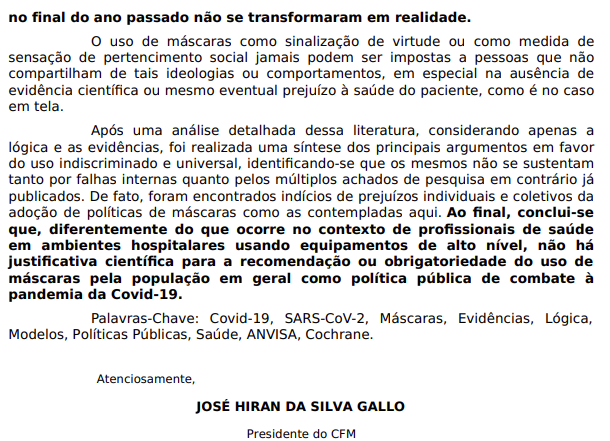 no final do ano passado não se transformaram em realidade.
O uso de máscaras como sinalização de virtude ou como medida de
sensação de pertencimento social jamais podem ser impostas a pessoas que não
compartilham de tais ideologias ou comportamentos, em especial na ausência de
evidência científica ou mesmo eventual prejuízo à saúde do paciente, como é no caso
em tela.
Após uma análise detalhada dessa literatura, considerando apenas a
lógica e as evidências, foi realizada uma síntese dos principais argumentos em favor
do uso indiscriminado e universal, identificando-se que os mesmos não se sustentam
tanto por falhas internas quanto pelos múltiplos achados de pesquisa em contrário já
publicados. De fato, foram encontrados indícios de prejuízos individuais e coletivos da
adoção de políticas de máscaras como as contempladas aqui. Ao final, conclui-se
que, diferentemente do que ocorre no contexto de profissionais de saúde
em ambientes hospitalares usando equipamentos de alto nível, não há
justificativa científica para a recomendação ou obrigatoriedade do uso de
máscaras pela população em geral como política pública de combate à
pandemia da Covid-19.
Palavras-Chave: Covid-19, SARS-CoV-2, Máscaras, Evidências, Lógica,
Modelos, Políticas Públicas, Saúde, ANVISA, Cochrane.
Atenciosamente,
JOSÉ HIRAN DA SILVA GALLO
Presidente do CFM